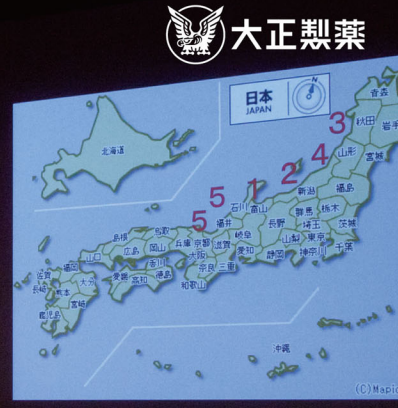 大正製薬
日本
JAPAN
N
青森
北海道
3
秋田
岩手
4
山形
宮城
2
新潟
福島
5
1
石川
富山
群馬
栃木
5
福井
長野
埼玉
茨城
島根
鳥取
兵庫
京都
滋賀
岐阜
山梨
東京
広島
岡山
大阪
愛知
静岡
神奈川
千葉
山口
香川
奈良
三重
佐賀
福岡
愛媛
高知
徳島
和歌山
長崎
大分
熊本
宮崎
鹿児島
沖縄
(C)Mapio